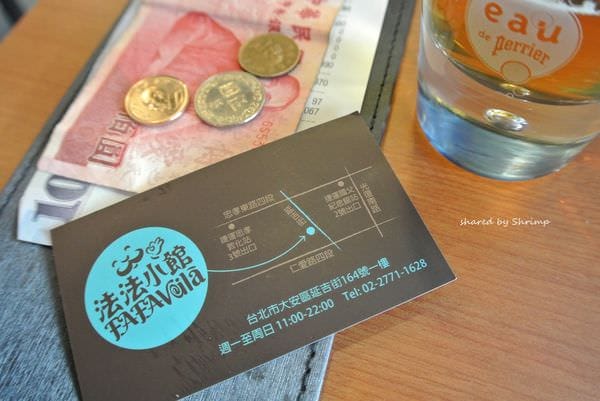 eau
de Perrier
shared by Shrimp
忠孝東路四段
捷運忠孝
敦化站
3號出口
延吉街
捷運國父
紀念館站
2號出口
光復南路
仁愛路四段
法法小館
FAFAVoila
台北市大安區延吉街164號一樓
週一至周日 11:00-22:00 Tel: 02-2771-1628
10
97